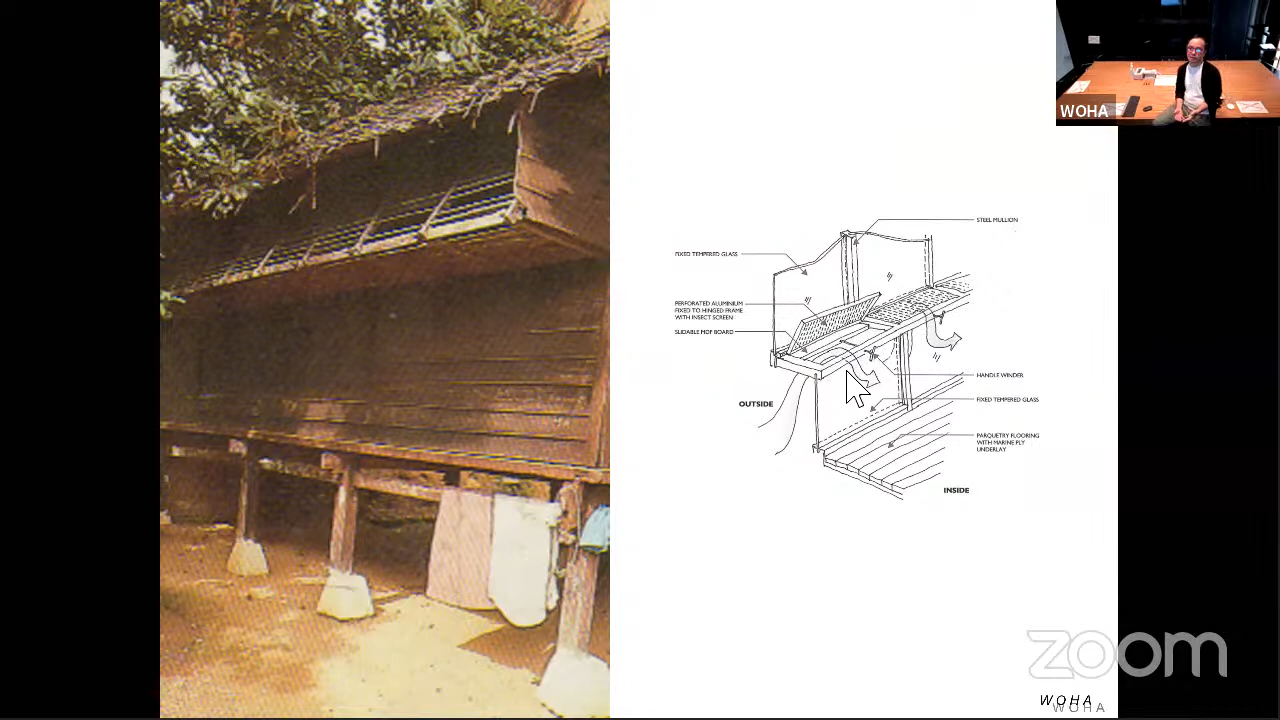 WOHA
STEEL MULLION
FIXED TEMPERED GLASS
PERFORATED ALUMINIUM
FIXED TO HINGED FRAME
WITH INSECT SCREEN
SLIDABLE MDF BOARD
HANDLE WINDER
OUTSIDE
FIXED TEMPERED GLASS
PARQUETRY FLOORING
WITH MARINE PLY
UNDERLAY
INSIDE
zoom
WOHA
WOHA